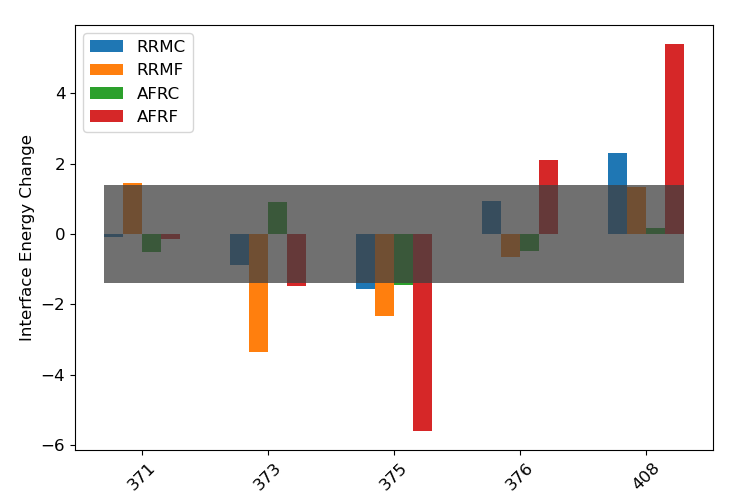 RRMC
RRMF
AFRC
AFRF
Interface Energy Change
4
2
0
−2
−4
−6
371
373
375
376
408